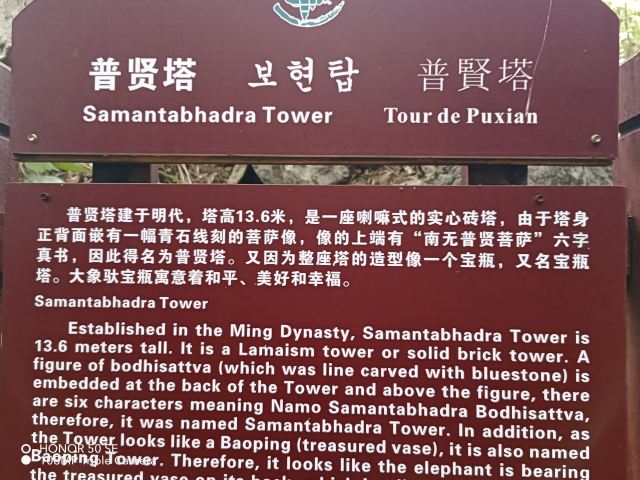 普贤塔 보현탑 普賢塔
Samantabhadra Tower Tour de Puxian
普贤塔建于明代，塔高13.6米，是一座喇嘛式的实心砖塔，由于塔身
正背面嵌有一幅青石线刻的菩萨像，像的上端有“南无普贤菩萨”六字
真书，因此得名为普贤塔。又因为整座塔的造型像一个宝瓶，又名宝瓶
塔。大象驮宝瓶寓意着和平、美好和幸福。
Samantabhadra Tower
Established in the Ming Dynasty, Samantabhadra Tower is
13.6 meters tall. It is a Lamaism tower or solid brick tower. A
figure of bodhisattva (which was line carved with bluestone) is
embedded at the back of the Tower and above the figure, there
are six characters meaning Namo Samantabhadra Bodhisattva,
therefore, it was named Samantabhadra Tower. In addition, as
the Tower looks like a Baoping (treasured vase), it is also named
HONOR 50 SE
Baoping Tower. Therefore, it looks like the elephant is bearing
the treasured vase on its back, which